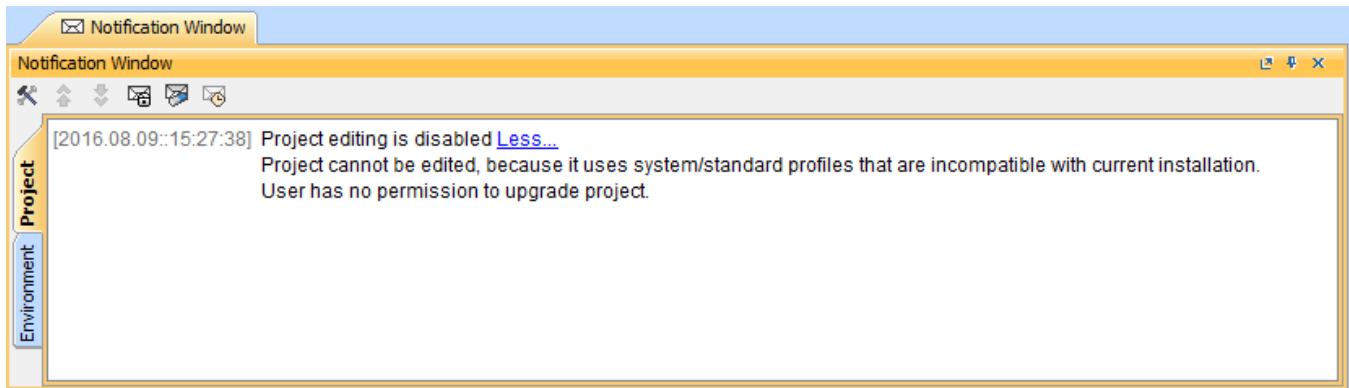 Notification Window
Notification Window
[2016.08.09::15:27:38] Project editing is disabled Less...
Project cannot be edited, because it uses system/standard profiles that are incompatible with current installation.
User has no permission to upgrade project.
Project
Environment